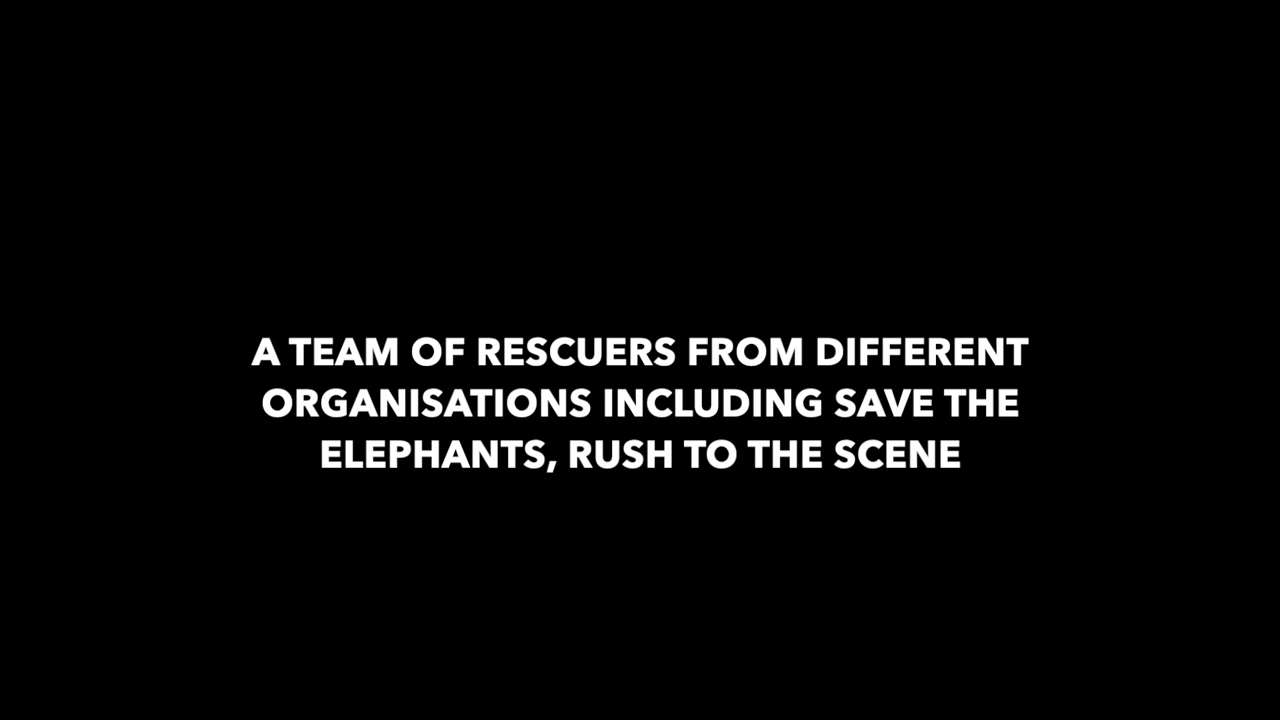 A TEAM OF RESCUERS FROM DIFFERENT
ORGANISATIONS INCLUDING SAVE THE
ELEPHANTS, RUSH TO THE SCENE